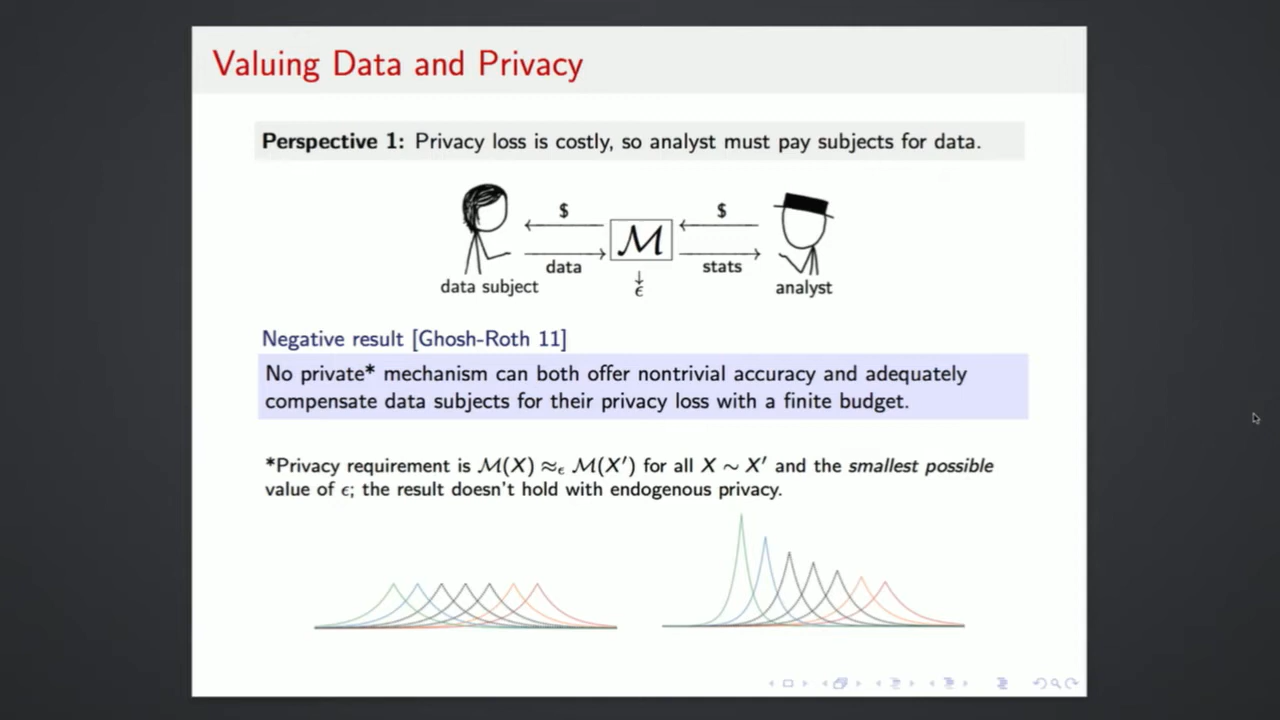 Valuing Data and Privacy
Perspective 1: Privacy loss is costly, so analyst must pay subjects for data.
$ $
ℳ
data stats
data subject ϵ analyst
Negative result [Ghosh-Roth 11]
No private* mechanism can both offer nontrivial accuracy and adequately
compensate data subjects for their privacy loss with a finite budget.
*Privacy requirement is ℳ(X) ≈ϵ ℳ(X′) for all X ∼ X′ and the smallest possible
value of ϵ; the result doesn't hold with endogenous privacy.